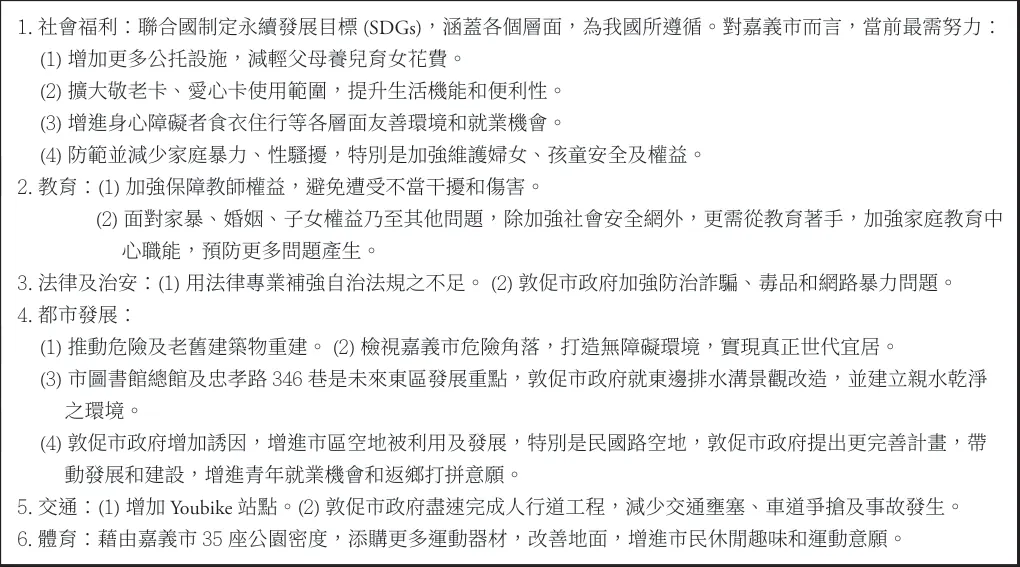 1. 社會福利：聯合國制定永續發展目標 (SDGs)，涵蓋各個層面，為我國所遵循。對嘉義市而言，當前最需努力：
(1) 增加更多公托設施，減輕父母養兒育女花費。
(2) 擴大敬老卡、愛心卡使用範圍，提升生活機能和便利性。
(3) 增進身心障礙者食衣住行等各層面友善環境和就業機會。
(4) 防範並減少家庭暴力、性騷擾，特別是加強維護婦女、孩童安全及權益。
2. 教育：(1) 加強保障教師權益，避免遭受不當干擾和傷害。
(2) 面對家暴、婚姻、子女權益乃至其他問題，除加強社會安全網外，更需從教育著手，加強家庭教育中
心職能，預防更多問題產生。
3. 法律及治安：(1) 用法律專業補強自治法規之不足。 (2) 敦促市政府加強防治詐騙、毒品和網路暴力問題。
4. 都市發展：
(1) 推動危險及老舊建築物重建。 (2) 檢視嘉義市危險角落，打造無障礙環境，實現真正世代宜居。
(3) 市圖書館總館及忠孝路 346 巷是未來東區發展重點，敦促市政府就東邊排水溝景觀改造，並建立親水乾淨
之環境。
(4) 敦促市政府增加誘因，增進市區空地被利用及發展，特別是民國路空地，敦促市政府提出更完善計畫，帶
動發展和建設，增進青年就業機會和返鄉打拼意願。
5. 交通：(1) 增加 Youbike 站點。(2) 敦促市政府盡速完成人行道工程，減少交通壅塞、車道爭搶及事故發生。
6. 體育：藉由嘉義市 35 座公園密度，添購更多運動器材，改善地面，增進市民休閒趣味和運動意願。